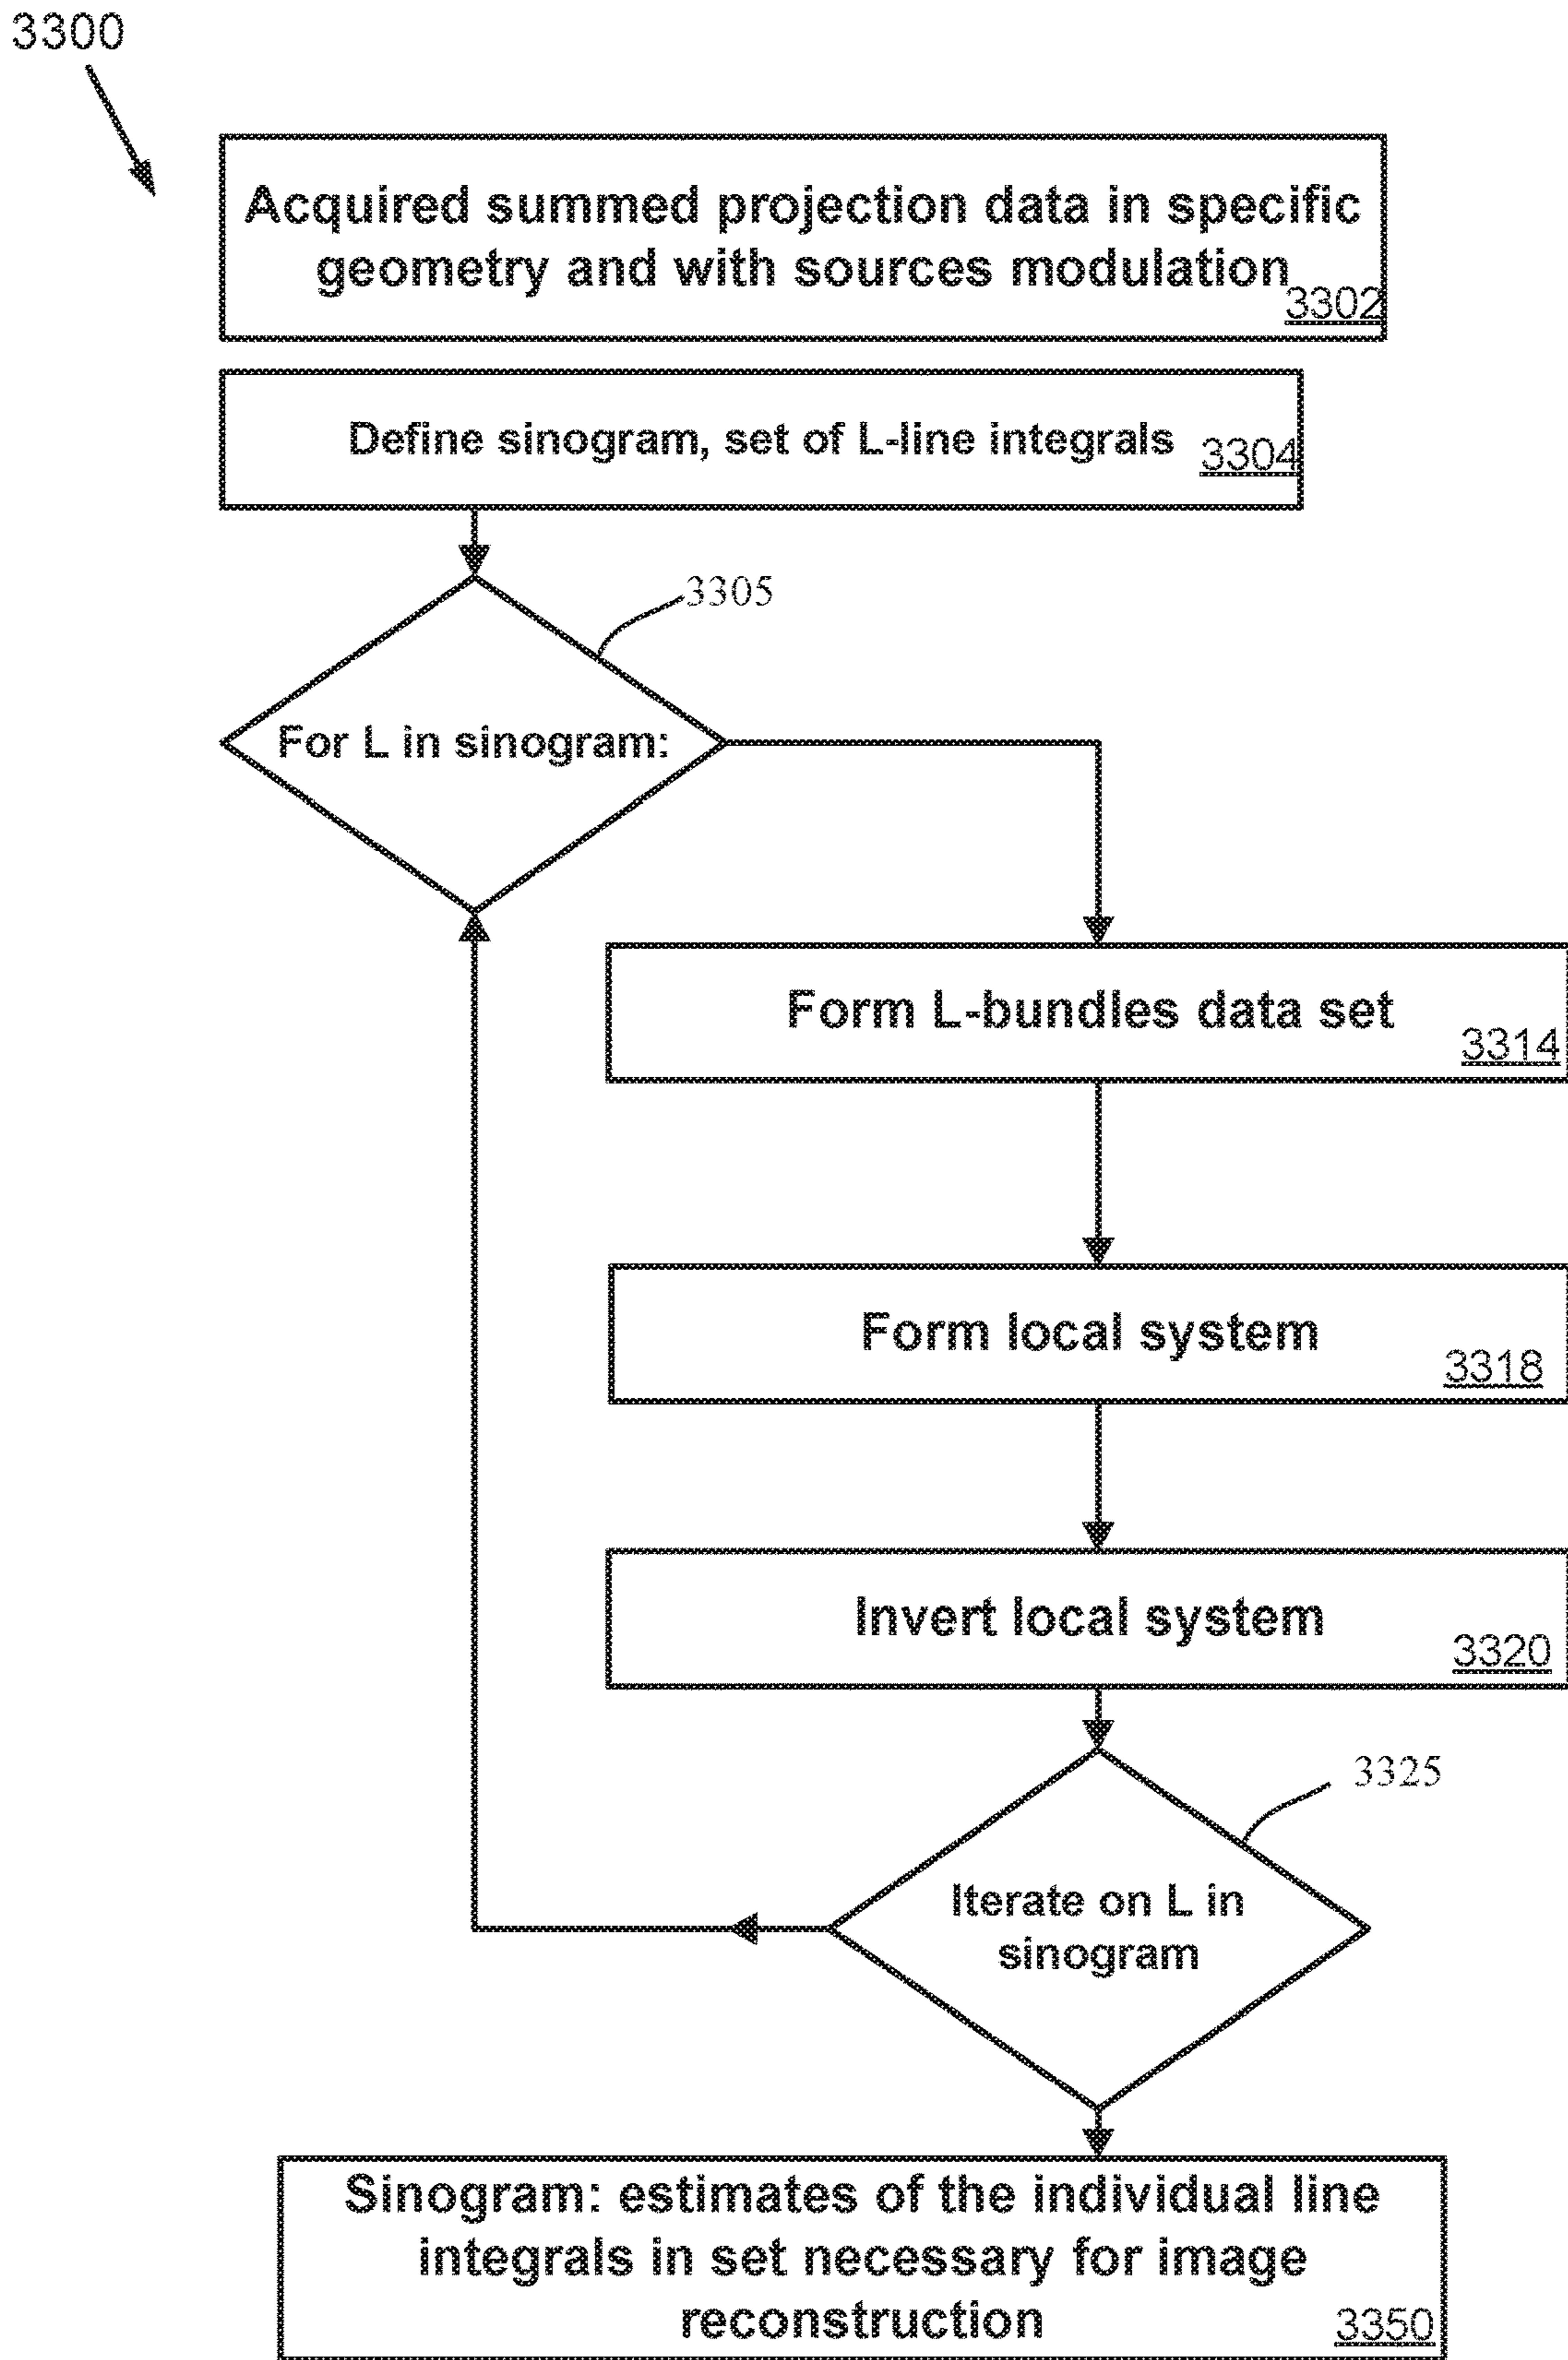 3300
Acquired summed projection data in specific
geometry and with sources modulation
3302
Define sinogram, set of L-line integrals
3304
3305
For L in sinogram:
Form L-bundles data set
3314
Form local system
3318
Invert local system
3320
3325
Iterate on L in
sinogram
Sinogram: estimates of the individual line
integrals in set necessary for image
reconstruction
3350